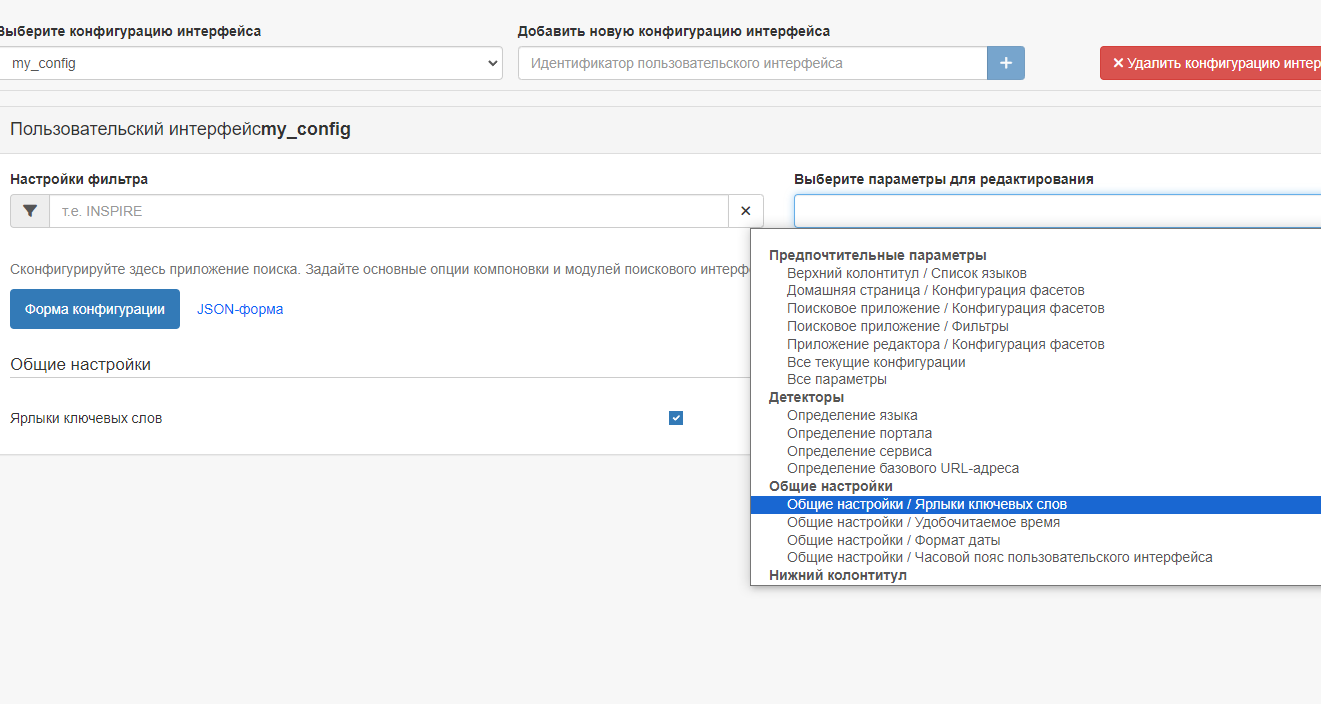 Выберите конфигурацию интерфейса
Добавить новую конфигурацию интерфейса
my_config
Идентификатор пользовательского интерфейса
+
Удалить конфигурацию интер
Пользовательский интерфейсmy_config
Настройки фильтра
Выберите параметры для редактирования
т.е. INSPIRE
Сконфигурируйте здесь приложение поиска. Задайте основные опции компоновки и модулей поискового интерф
Форма конфигурации
JSON-форма
Общие настройки
Ярлыки ключевых слов
Предпочтительные параметры
Верхний колонтитул / Список языков
Домашняя страница / Конфигурация фасетов
Поисковое приложение / Конфигурация фасетов
Поисковое приложение / Фильтры
Приложение редактора / Конфигурация фасетов
Все текущие конфигурации
Все параметры
Детекторы
Определение языка
Определение портала
Определение сервиса
Определение базового URL-адреса
Общие настройки
Общие настройки / Ярлыки ключевых слов
Общие настройки / Удобочитаемое время
Общие настройки / Формат даты
Общие настройки / Часовой пояс пользовательского интерфейса
Нижний колонтитул